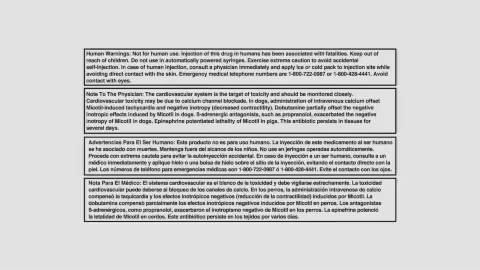 Human Warnings: Not for human use. Injection of this drug in humans has been associated with fatalities. Keep out of
reach of children. Do not use in automatically powered syringes. Exercise extreme caution to avoid accidental
self-injection. In case of human injection, consult a physician immediately and apply ice or cold pack to injection site while
avoiding direct contact with the skin. Emergency medical telephone numbers are 1-800-722-0987 or 1-800-428-4441. Avoid
contact with eyes.
Note To The Physician: The cardiovascular system is the target of toxicity and should be monitored closely.
Cardiovascular toxicity may be due to calcium channel blockade. In dogs, administration of intravenous calcium offset
Micotil-induced tachycardia and negative inotropy (decreased contractility). Dobutamine partially offset the negative
inotropic effects induced by Micotil in dogs. ß-adrenergic antagonists, such as propranolol, exacerbated the negative
inotropy of Micotil in dogs. Epinephrine potentiated lethality of Micotil in pigs. This antibiotic persists in tissues for
several days.
Advertencias Para El Ser Humano: Este producto no es para uso humano. La inyección de este medicamento al ser humano
se ha asociado con muertes. Mantenga fuera del alcance de los niños. No use en jeringas operadas automáticamente.
Proceda con extrema cautela para evitar la autoinyección accidental. En caso de inyección a un ser humano, consulte a un
médico inmediatamente y aplique hielo o una bolsa de hielo sobre el sitio de la inyección, evitando el contacto directo con la
piel. Los números de teléfono para emergencias médicas son 1-800-722-0987 ó 1-800-428-4441. Evite el contacto con los ojos.
Nota Para El Médico: El sistema cardiovascular es el blanco de la toxicidad y debe vigilarse estrechamente. La toxicidad
cardiovascular puede deberse al bloqueo de los canales de calcio. En los perros, la administración intravenosa de calcio
compensó la taquicardia y los efectos inotrópicos negativos (reducción de la contractilidad) inducidos por Micotil. La
dobutamina compensó parcialmente los efectos inotrópicos negativos inducidos por Micotil en perros. Los antagonistas
ß-adrenérgicos, como propranolol, exacerbaron el inotropismo negativo de Micotil en los perros. La epinefrina potenció
la letalidad de Micotil en cerdos. Este antibiótico persiste en los tejidos por varios días.